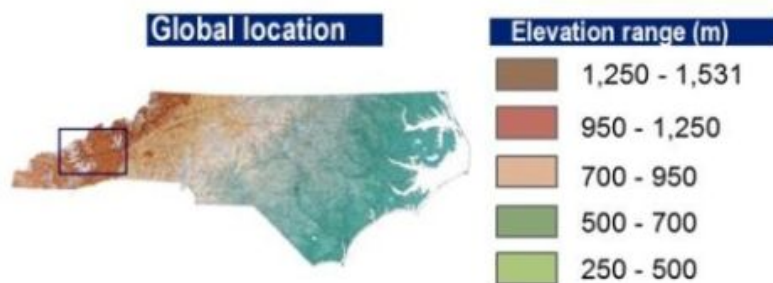 Global location
Elevation range (m)
1,250 - 1,531
950 - 1,250
700 - 950
500 - 700
250 - 500